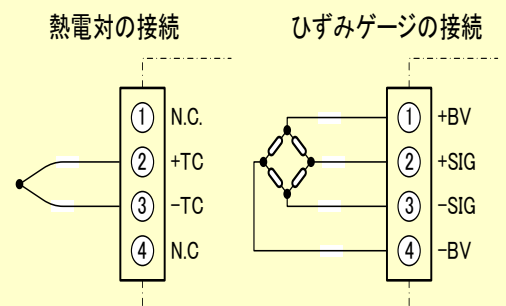 熱電対の接続
① N.C.
② +TC
③ -TC
④ N.C
ひずみゲージの接続
① +BV
② +SIG
③ -SIG
④ -BV